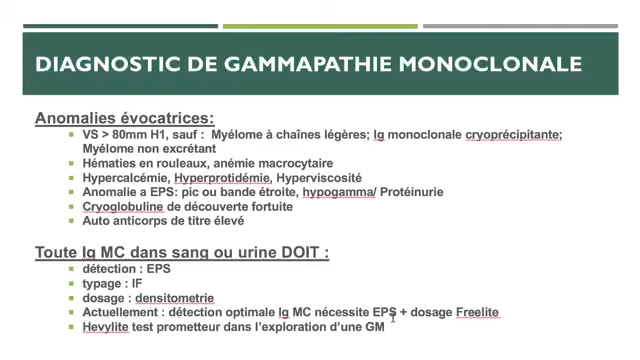 DIAGNOSTIC DE GAMMAPATHIE MONOCLONALE
Anomalies évocatrices:
VS > 80mm H1, sauf : Myélome à chaînes légères; Ig monoclonale cryoprécipitante;
Myélome non excrétant
Hématies en rouleaux, anémie macrocytaire
Hypercalcémie, Hyperprotidémie, Hyperviscosité
Anomalie a EPS: pic ou bande étroite, hypogamma/ Protéinurie
Cryoglobuline de découverte fortuite
Auto anticorps de titre élevé
Toute Ig MC dans sang ou urine DOIT :
détection : EPS
typage : IF
dosage : densitometrie
Actuellement : détection optimale Ig MC nécessite EPS + dosage Freelite
Hevylite test prometteur dans l'exploration d'une GM